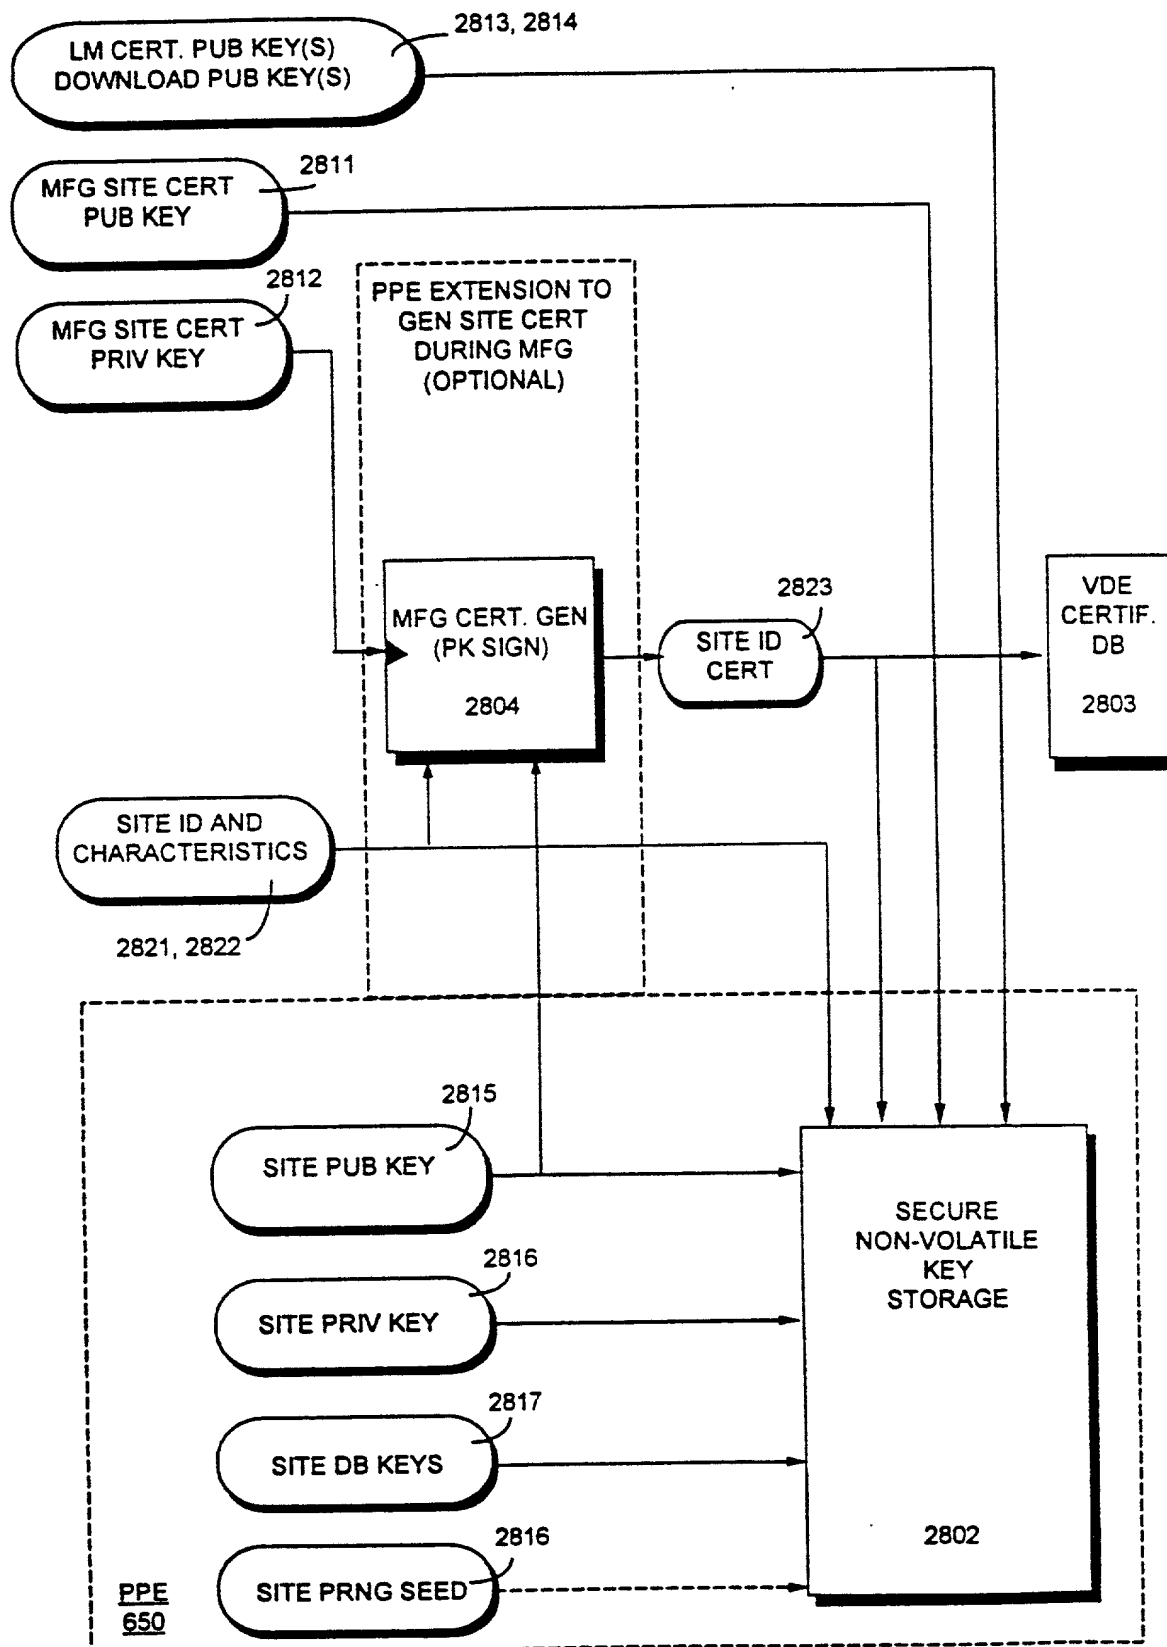 2813, 2814
LM CERT. PUB KEY(S)
DOWNLOAD PUB KEY(S)
2811
MFG SITE CERT
PUB KEY
2812
MFG SITE CERT
PRIV KEY
PPE EXTENSION TO
GEN SITE CERT
DURING MFG
(OPTIONAL)
MFG CERT. GEN
(PK SIGN)
2804
2823
SITE ID
CERT
VDE
CERTIF.
DB
2803
SITE ID AND
CHARACTERISTICS
2821, 2822
2815
SITE PUB KEY
2816
SITE PRIV KEY
2817
SITE DB KEYS
2816
SITE PRNG SEED
SECURE
NON-VOLATILE
KEY
STORAGE
2802
PPE
650